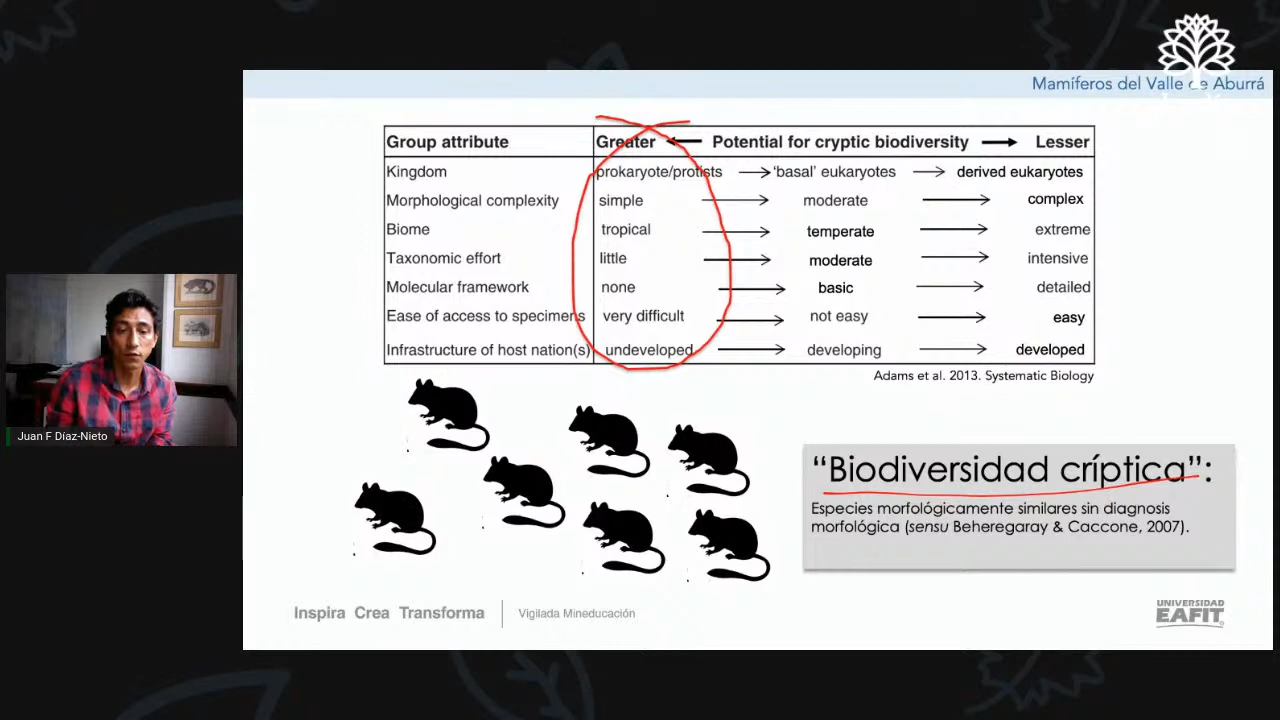 Mamíferos del Valle de Aburrá
Group attribute Greater Potential for cryptic biodiversity Lesser
Kingdom prokaryote/protists 'basal' eukaryotes derived eukaryotes
Morphological complexity simple moderate complex
Biome tropical temperate extreme
Taxonomic effort little moderate intensive
Molecular framework none basic detailed
Ease of access to specimens very difficult not easy easy
Infrastructure of host nation(s) undeveloped developing developed
Adams et al. 2013. Systematic Biology
Juan F Díaz-Nieto
“Biodiversidad críptica”:
Especies morfológicamente similares sin diagnosis
morfológica (sensu Beheregaray & Caccone, 2007).
Inspira Crea Transforma Vigilada Mineducación
UNIVERSIDAD
EAFIT